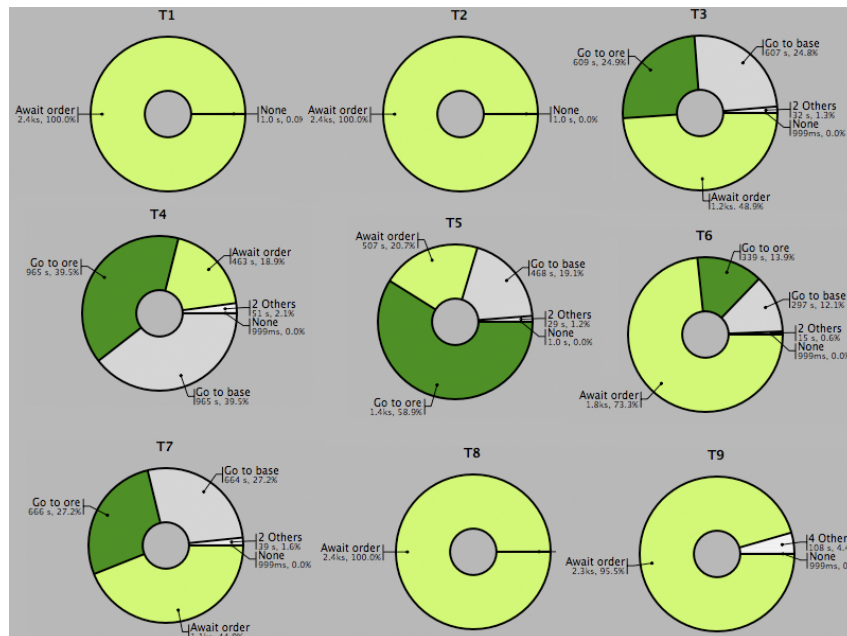 T1
Await order
2.4ks, 100.0%
None
1.0 s, 0.0%
T2
Await order
2.4ks, 100.0%
None
1.0 s, 0.0%
T3
Go to ore
609 s, 24.9%
Go to base
607 s, 24.8%
2 Others
32 s, 1.3%
None
999ms, 0.0%
Await order
1.2ks, 48.9%
T4
Go to ore
965 s, 39.5%
Await order
463 s, 18.9%
2 Others
51 s, 2.1%
None
999ms, 0.0%
Go to base
965 s, 39.5%
T5
Await order
507 s, 20.7%
Go to base
468 s, 19.1%
2 Others
29 s, 1.2%
None
1.0 s, 0.0%
Go to ore
1.4ks, 58.9%
T6
Go to ore
339 s, 13.9%
Go to base
297 s, 12.1%
2 Others
15 s, 0.6%
None
999ms, 0.0%
Await order
1.8ks, 73.3%
T7
Go to ore
666 s, 27.2%
Go to base
664 s, 27.2%
2 Others
39 s, 1.6%
None
999ms, 0.0%
Await order
T8
Await order
2.4ks, 100.0%
T9
Await order
2.3ks, 95.5%
4 Other
108 s, 4.4
None
999ms, 0.